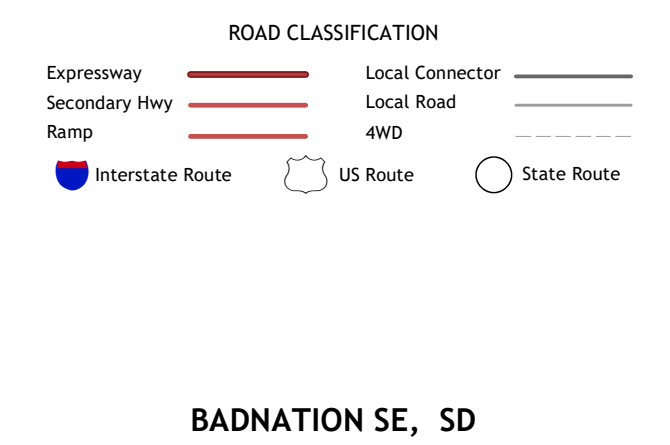 ROAD CLASSIFICATION
Expressway
Secondary Hwy
Ramp
Local Connector
Local Road
4WD
Interstate Route
US Route
State Route
BADNATION SE, SD